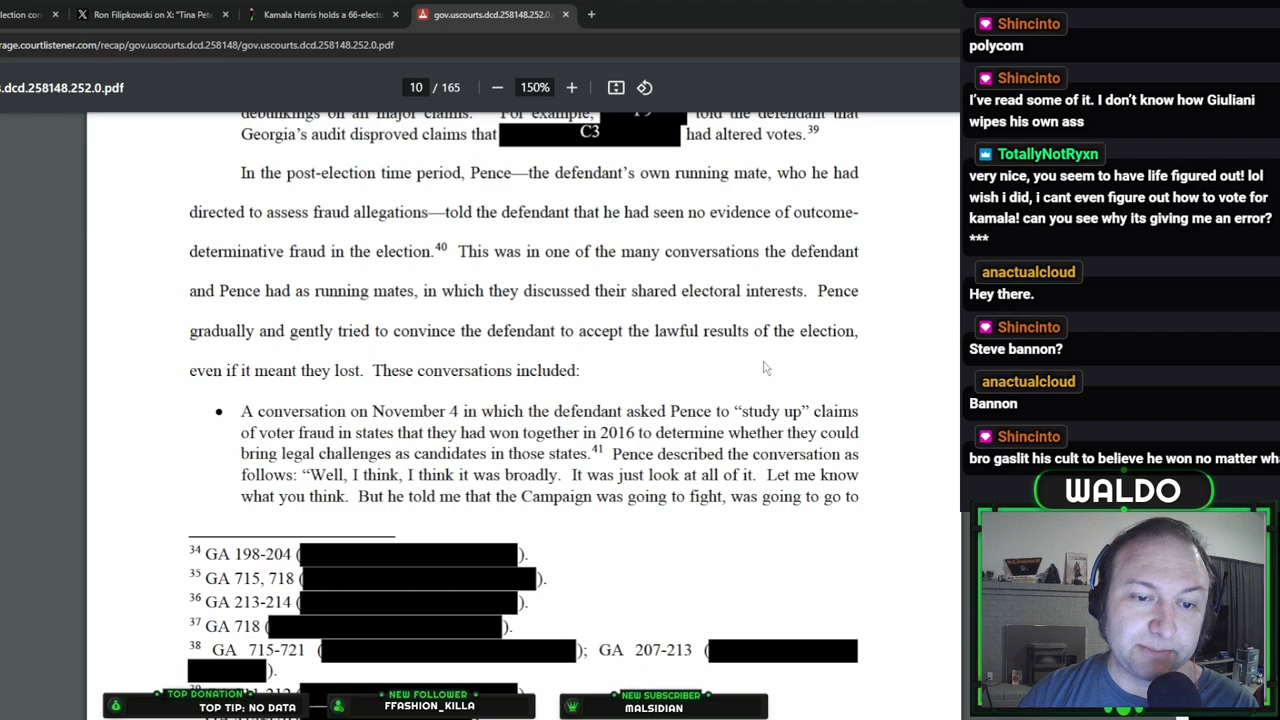 lection con
Ron Filipkowski on X: "Tina Pete
Kamala Harris holds a 66-elect
gov.uscourts.dcd.258148.252.0.
rage.courtlistener.com/recap/gov.uscourts.dcd.258148/gov.uscourts.dcd.258148.252.0.pdf
s.dcd.258148.252.0.pdf
10 / 165
150%
debunkings on all major claims. For example, told the defendant that
Georgia's audit disproved claims that C3 had altered votes.39
In the post-election time period, Pence—the defendant's own running mate, who he had
directed to assess fraud allegations—told the defendant that he had seen no evidence of outcome-
determinative fraud in the election.40 This was in one of the many conversations the defendant
and Pence had as running mates, in which they discussed their shared electoral interests. Pence
gradually and gently tried to convince the defendant to accept the lawful results of the election,
even if it meant they lost. These conversations included:
• A conversation on November 4 in which the defendant asked Pence to "study up" claims
of voter fraud in states that they had won together in 2016 to determine whether they could
bring legal challenges as candidates in those states.41 Pence described the conversation as
follows: "Well, I think, I think it was broadly. It was just look at all of it. Let me know
what you think. But he told me that the Campaign was going to fight, was going to go to
34 GA 198-204 ( ).
35 GA 715, 718 ( ).
36 GA 213-214 ( ).
37 GA 718 ( ).
38 GA 715-721 ( ); GA 207-213 (
).
TOP DONATION
TOP TIP: NO DATA
NEW FOLLOWER
FFASHION_KILLA
NEW SUBSCRIBER
MALSIDIAN
Shincinto
polycom
Shincinto
I've read some of it. I don't know how Giuliani
wipes his own ass
TotallyNotRyxn
very nice, you seem to have life figured out! lol
wish i did, i cant even figure out how to vote for
kamala! can you see why its giving me an error?
***
anactualcloud
Hey there.
Shincinto
Steve bannon?
anactualcloud
Bannon
Shincinto
bro gaslit his cult to believe he won no matter wh
WALDO